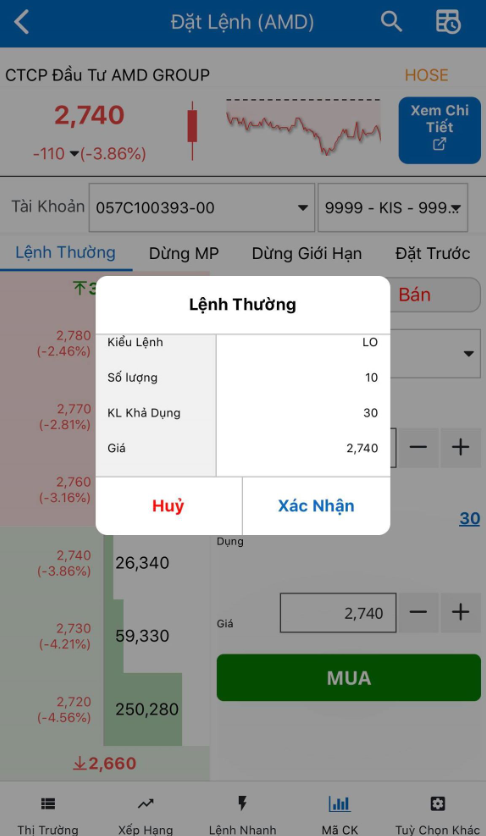 Đặt Lệnh (AMD)
CTCP Đầu Tư AMD GROUP
HOSE
2,740
-110 (-3.86%)
Xem Chi
Tiết
Tài Khoản
057C100393-00
9999 - KIS - 999..
Lệnh Thường
Dừng MP
Dừng Giới Hạn
Đặt Trước
3
Bán
Lệnh Thường
Kiểu Lệnh
LO
Số lượng
10
KL Khả Dụng
30
Giá
2,740
Huỷ
Xác Nhận
2,780
(-2.46%)
2,770
(-2.81%)
2,760
(-3.16%)
30
Dụng
2,740
(-3.86%)
26,340
Giá
2,740
2,730
(-4.21%)
59,330
MUA
2,720
(-4.56%)
250,280
2,660
Thị Trường
Xếp Hạng
Lệnh Nhanh
Mã CK
Tuỳ Chọn Khác